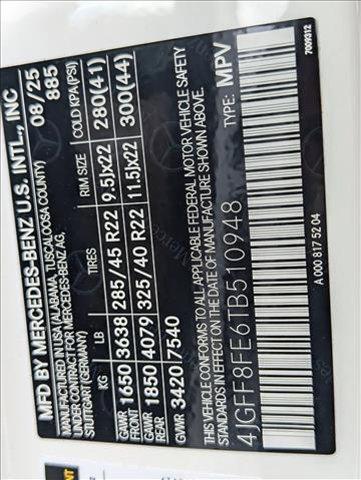 MFD BY MERCEDES-BENZ U.S. INTL., INC
MANUFACTURED IN USA (ALABAMA, TUSCALOOSA COUNTY) 08/25
UNDER CONTRACT FOR MERCEDES-BENZ AG, 885
STUTTGART (GERMANY)
KG LB TIRES RIM SIZE COLD KPA(PSI)
GAWR FRONT 1650 3638 285/45 R22 9.5Jx22 280(41)
GAWR REAR 1850 4079 325/40 R22 11.5Jx22 300(44)
GVWR 3420 7540
THIS VEHICLE CONFORMS TO ALL APPLICABLE FEDERAL MOTOR VEHICLE SAFETY
STANDARDS IN EFFECT ON THE DATE OF MANUFACTURE SHOWN ABOVE.
4JGFF8FE6TB510948 TYPE: MPV
A 000 817 52 04
7009312